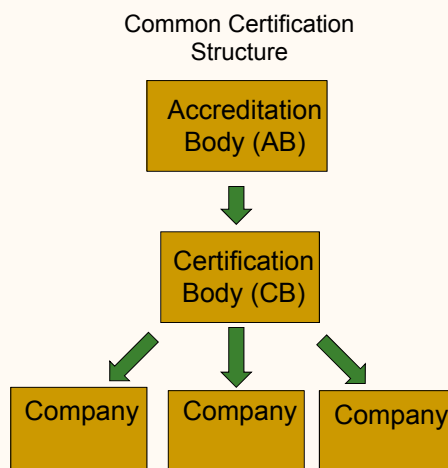 Common Certification
Structure
Accreditation
Body (AB)
Certification
Body (CB)
Company
Company
Company